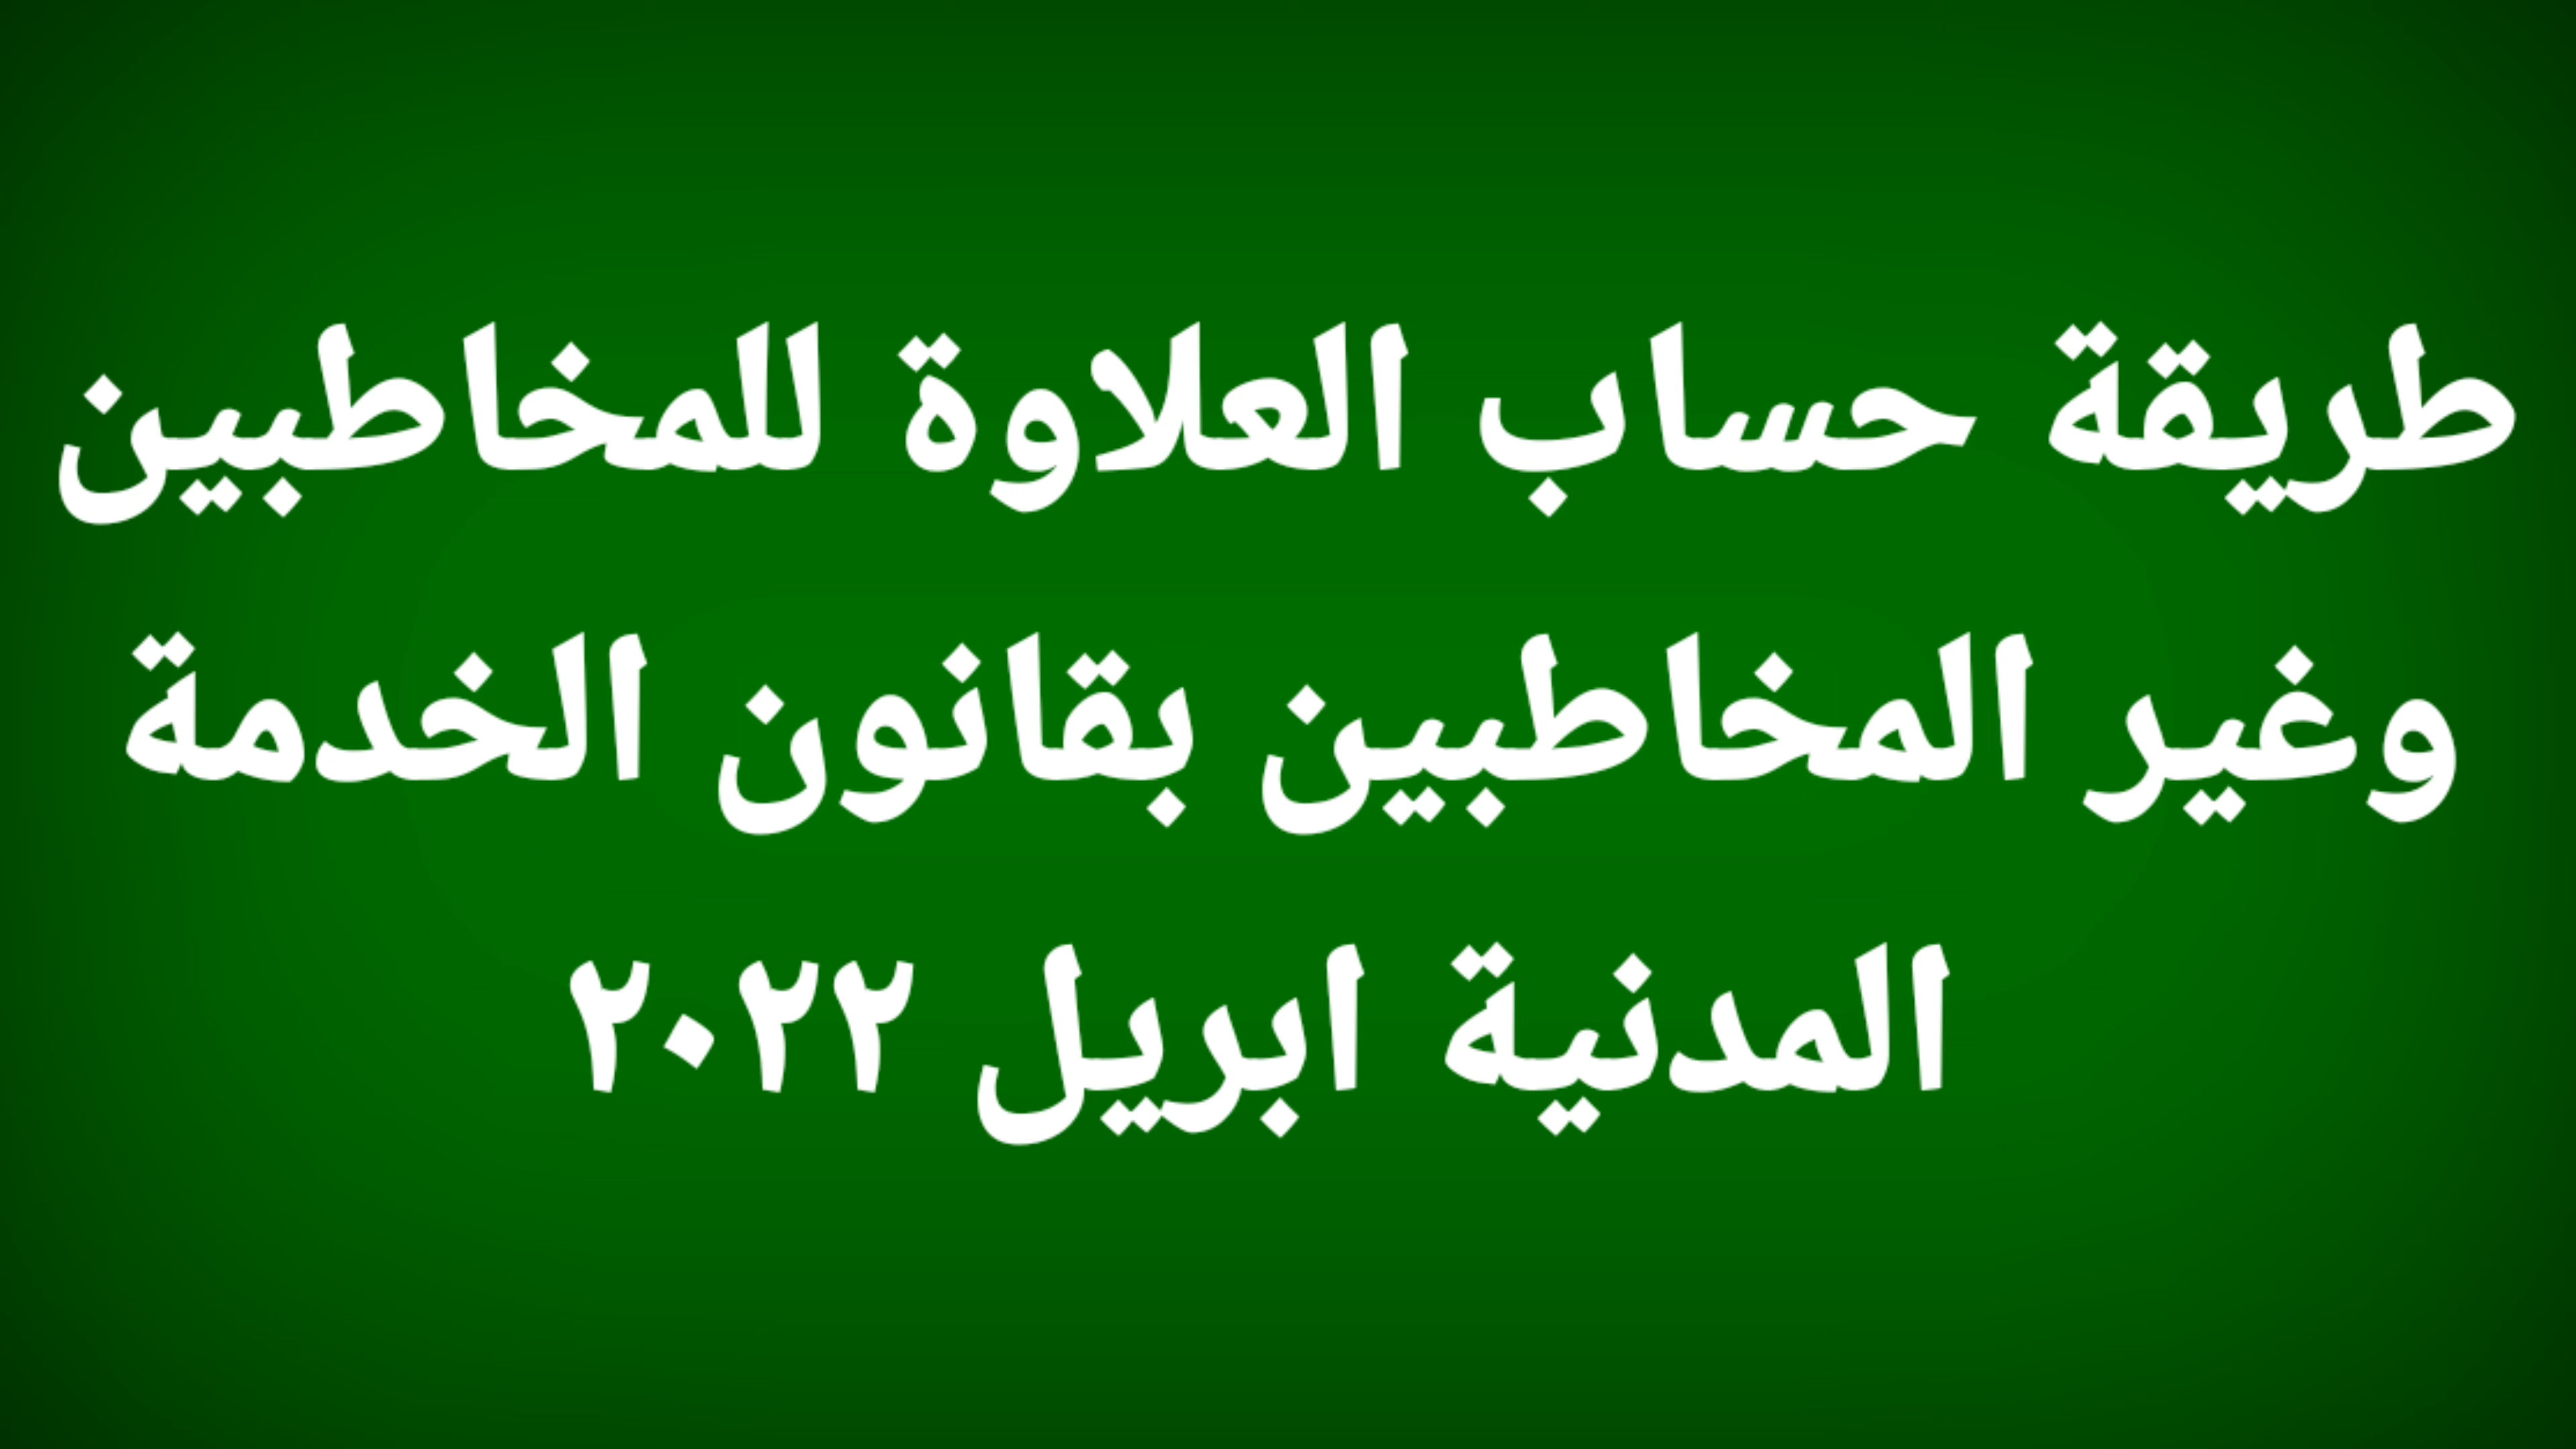 طريقة حساب العلاوة للمخاطبين
وغير المخاطبين بقانون الخدمة
المدنية ابريل ٢٠٢٢